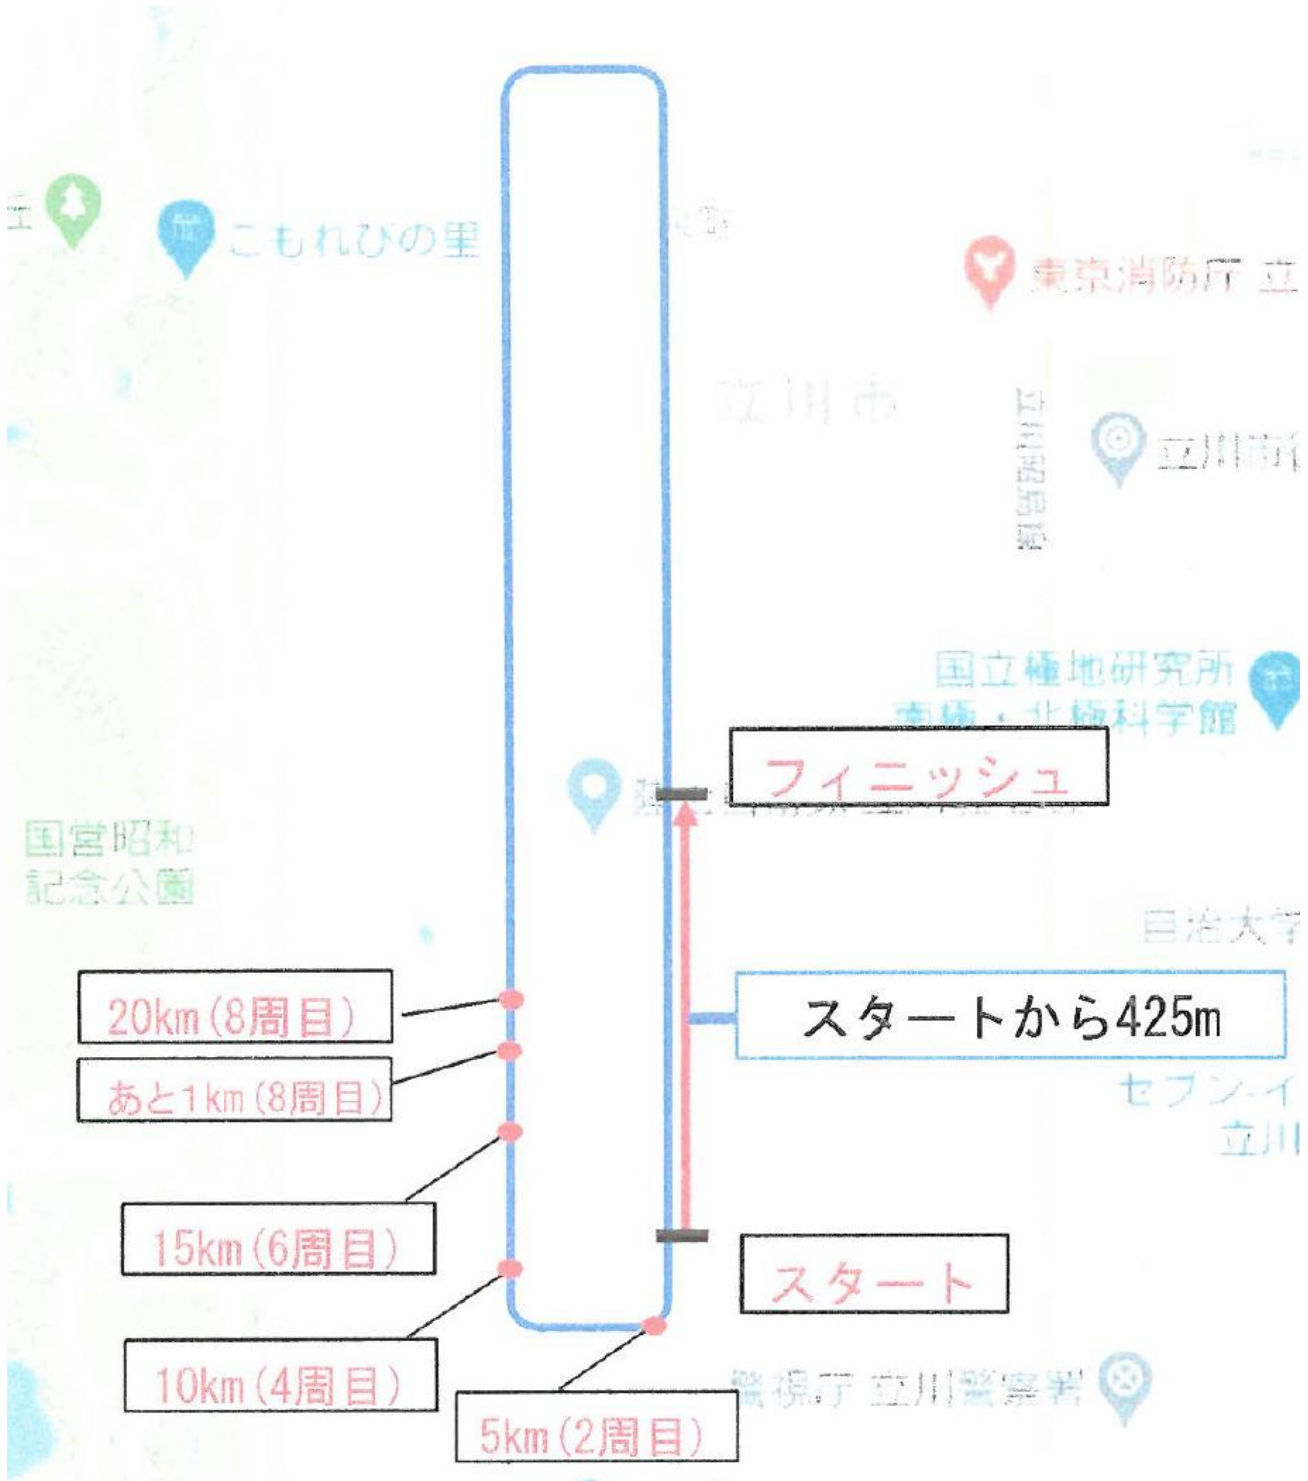 こもれびの里
東京消防庁 立
立川市
国立極地研究所
南極・北極科学館
フィニッシュ
国営昭和
記念公園
自治大学
20km(8周目)
スタートから425m
あと1km(8周目)
セブン-イ
立川
15km(6周目)
スタート
10km(4周目)
警視庁 立川警察署
5km(2周目)